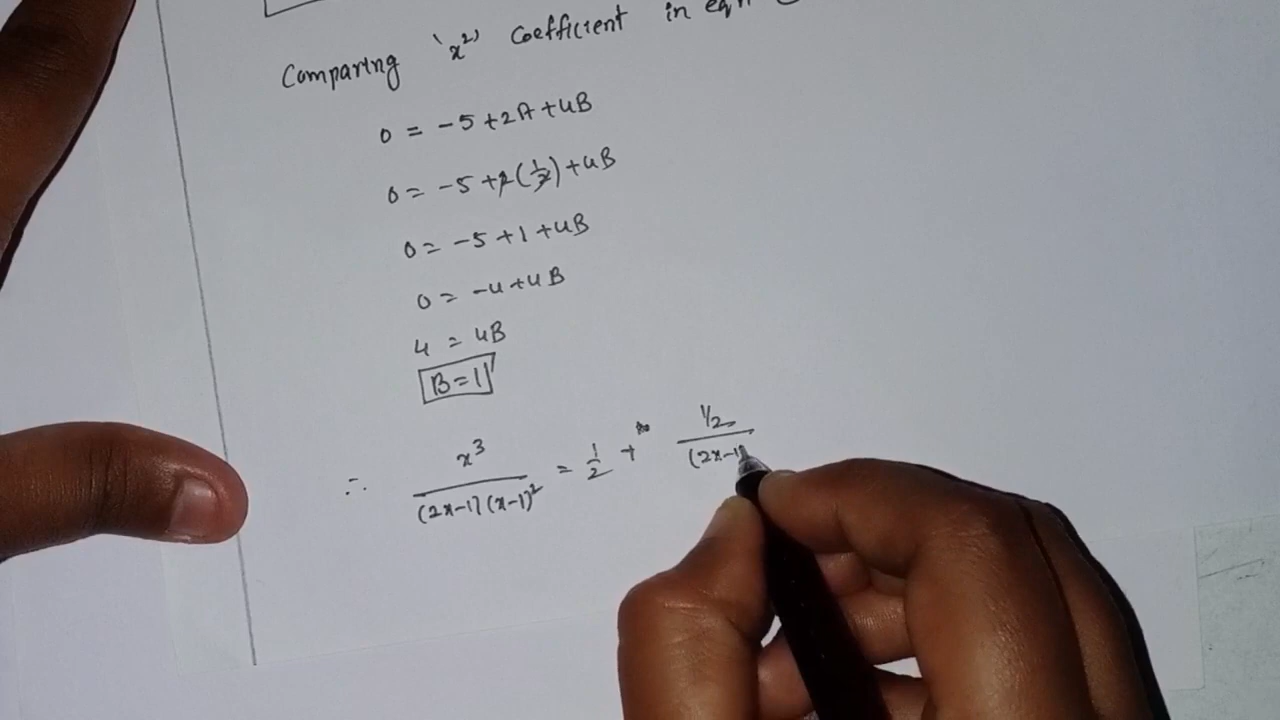 Comparing 'x²' Coefficient in eqn
0 = -5 + 2A + 4B
0 = -5 + 2(1/2) + 4B
0 = -5 + 1 + 4B
0 = -4 + 4B
4 = 4B
B = 1
∴ x³/(2x-1)(x-1)² = 1/2 + 1/2/(2x-1)